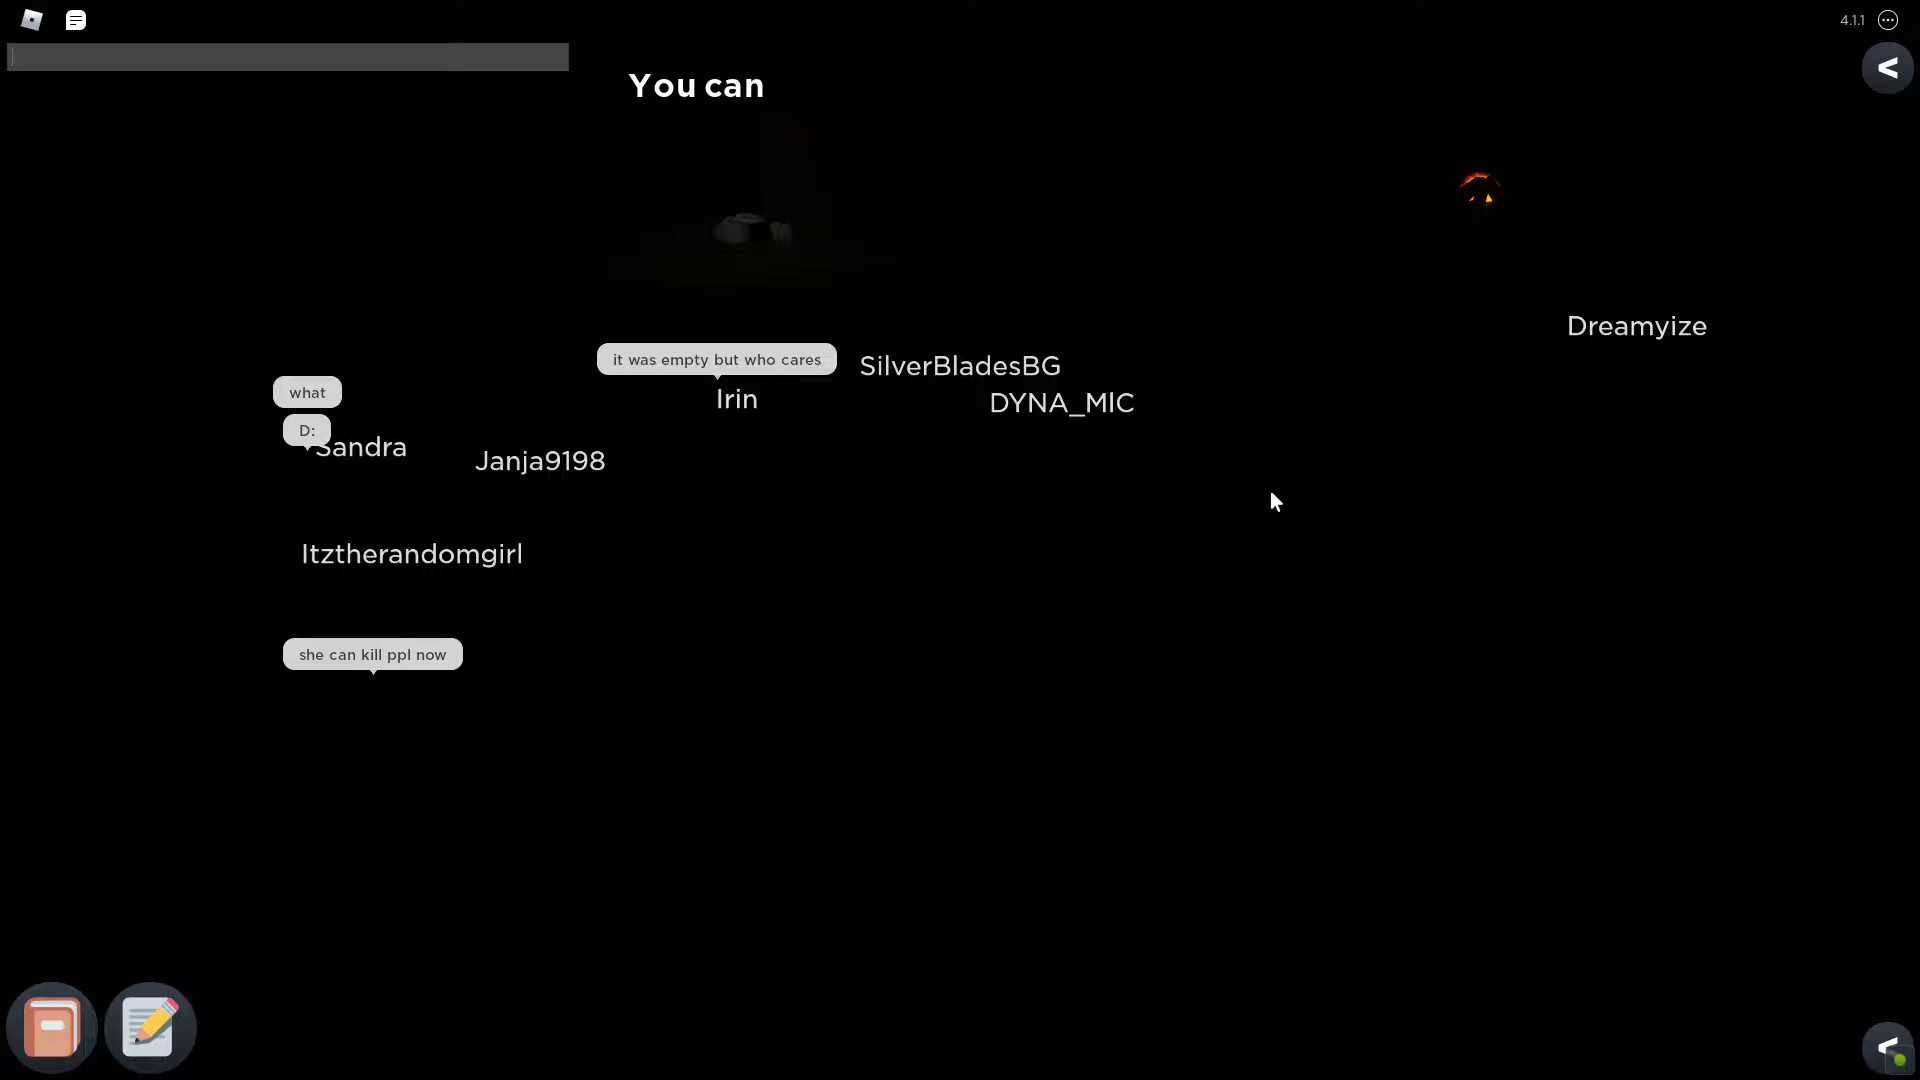 4.1.1
You can
Dreamyize
it was empty but who cares
SilverBladesBG
what
Irin
DYNA_MIC
D:
Sandra
Janja9198
Itztherandomgirl
she can kill ppl now